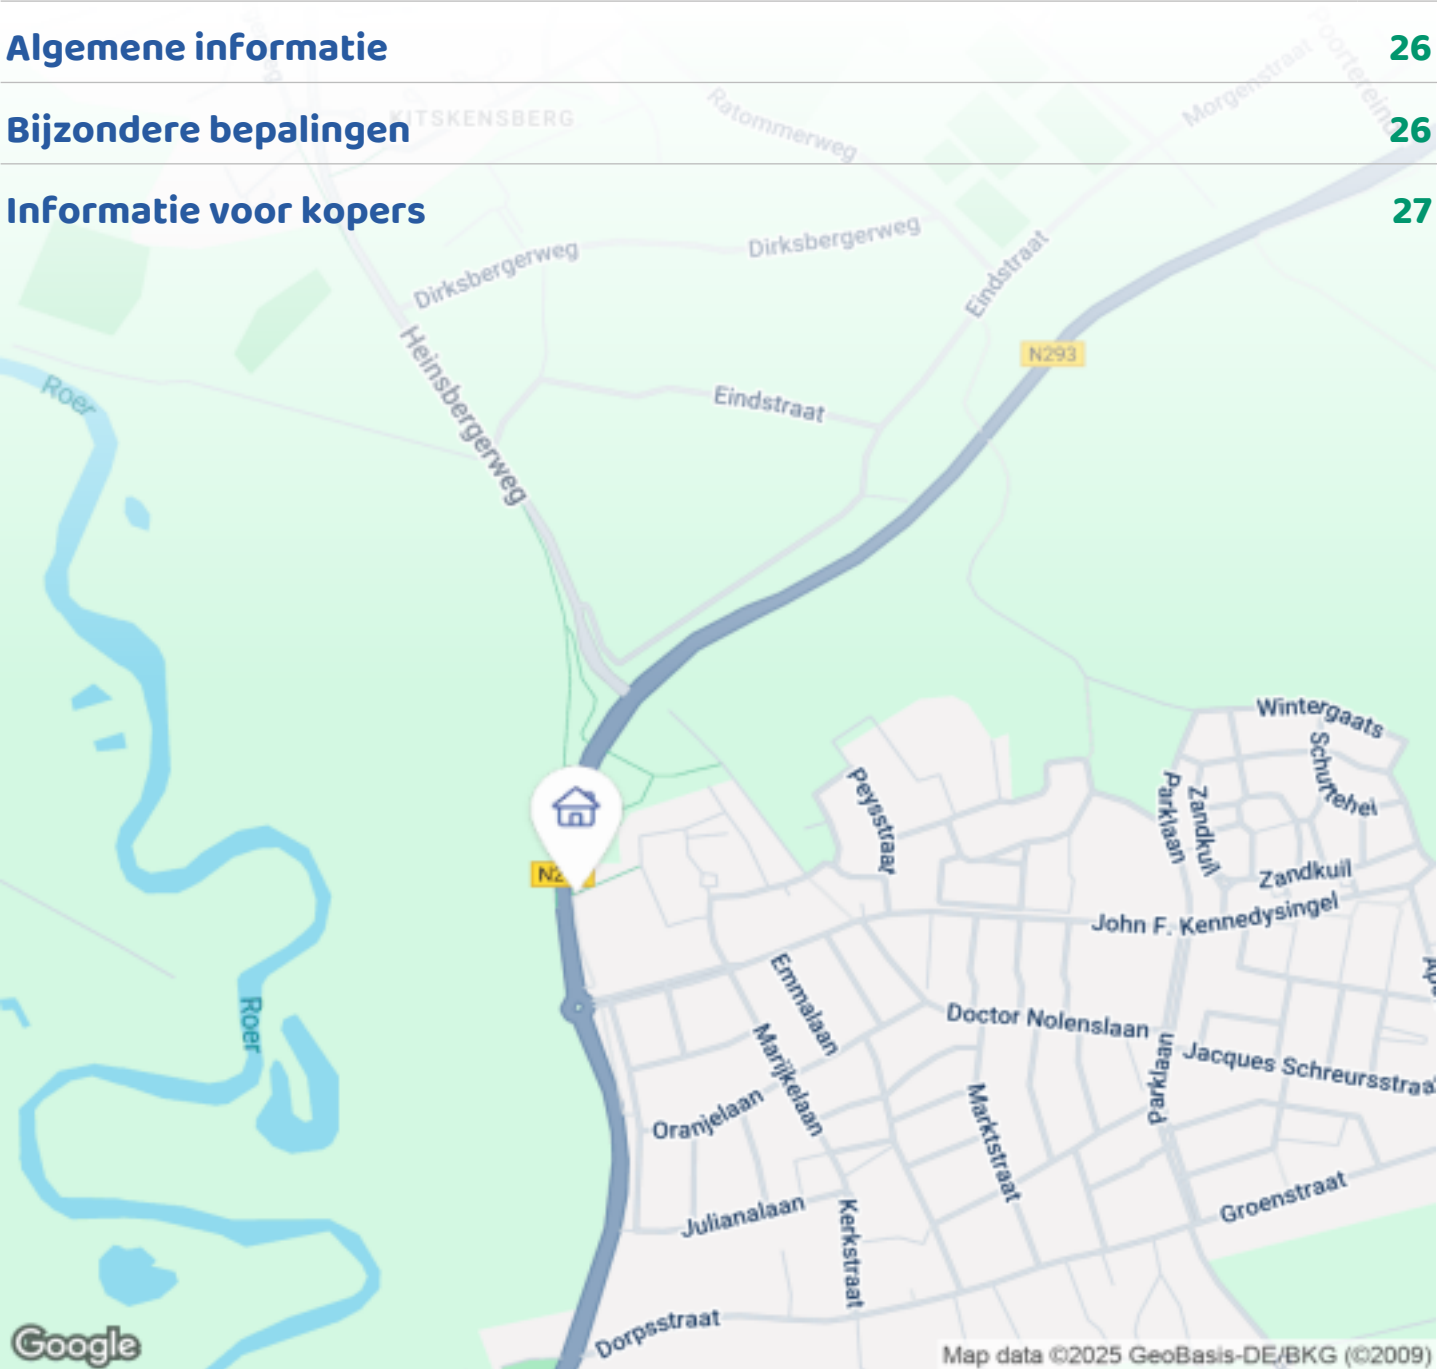 Algemene informatie 26
KITSKENSBERG
Ratommerweg
Morgenstraat
Bijzondere bepalingen 26
Informatie voor kopers 27
Dirksbergerweg
Dirksbergerweg
Eindstraat
Heinsbergerweg
N293
Roer
Eindstraat
Wintergaats
Schuttehei
Peysstraat
Parklaan
Zandkuil
Zandkuil
John F. Kennedysingel
Emmalaan
Roer
Doctor Nolenslaan
Marijkelaan
Parklaan
Jacques Schreursstraa
Oranjelaan
Marktstraat
Julianalaan
Kerkstraat
Groenstraat
Dorpsstraat
Google
Map data ©2025 GeoBasis-DE/BKG (©2009)